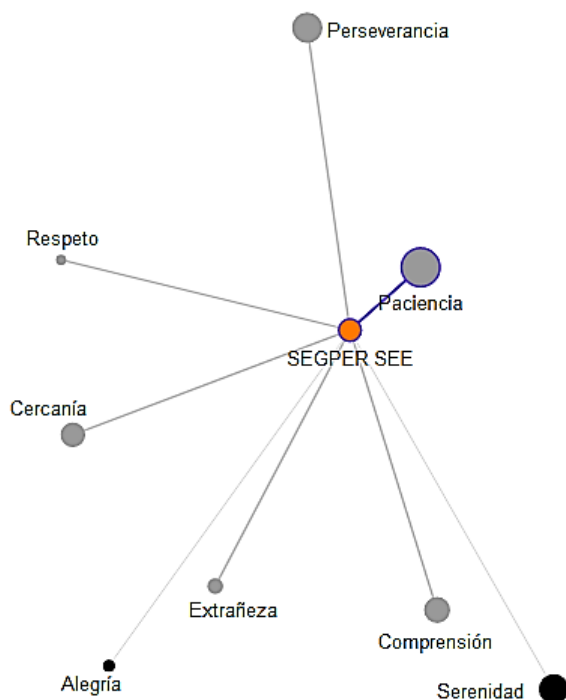 Perseverancia
Respeto
Paciencia
SEGPER SEE
Cercanía
Extrañeza
Comprensión
Alegría
Serenidad